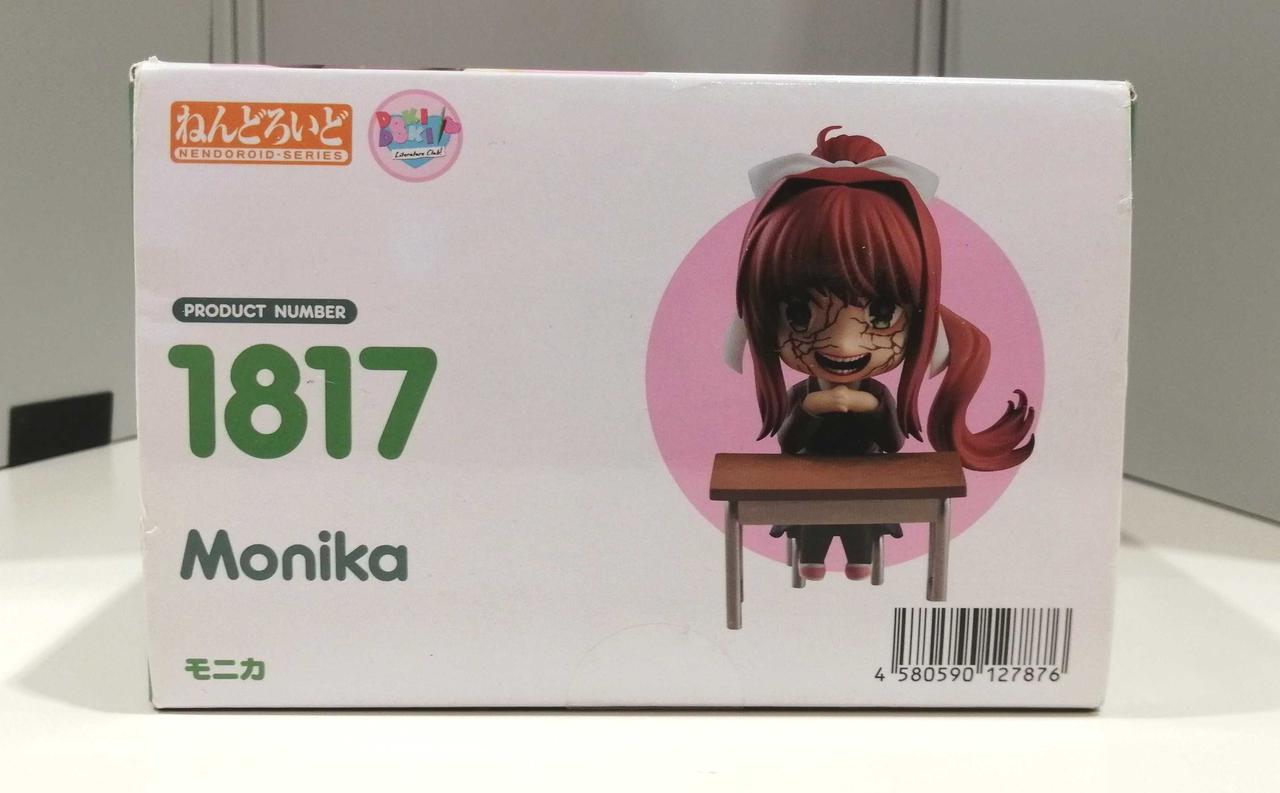 ねんどろいど
NENDOROID-SERIES
DOKI
DOKI
Literature Club!
PRODUCT NUMBER
1817
Monika
モニカ
4 580590 127876